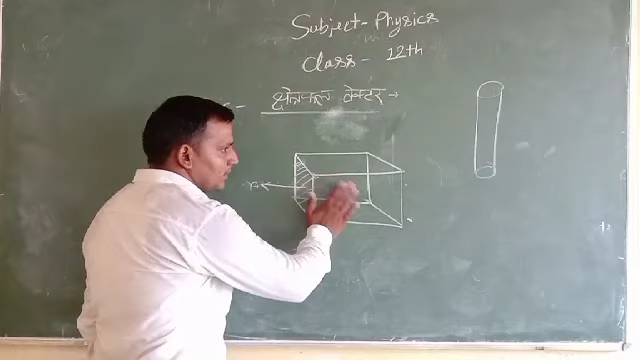 Subject-Physics
Class - 12th
क्षेत्रफल वेक्टर →